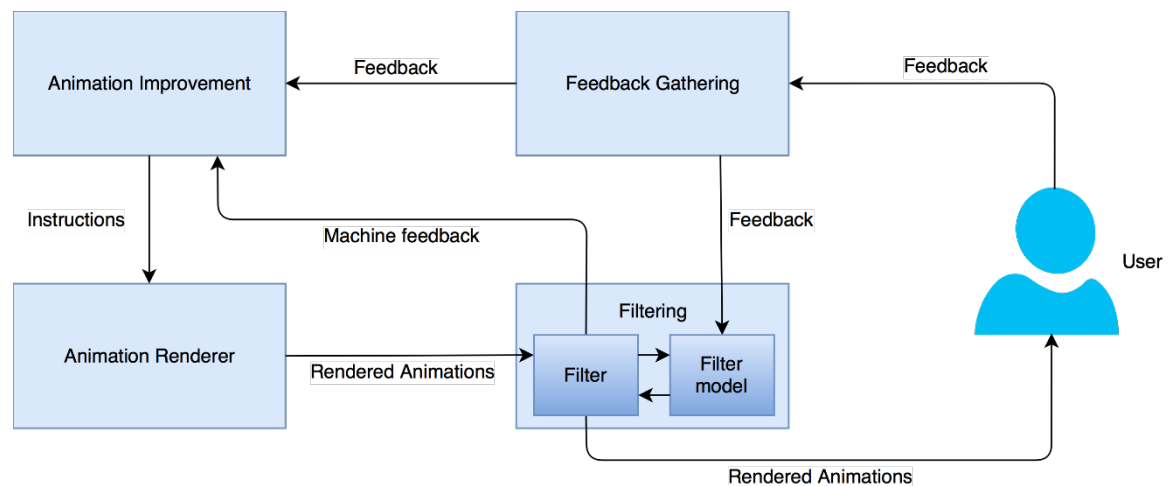 Animation Improvement
Feedback
Feedback Gathering
Feedback
Instructions
Machine feedback
Feedback
User
Animation Renderer
Rendered Animations
Filtering
Filter
Filter
model
Rendered Animations